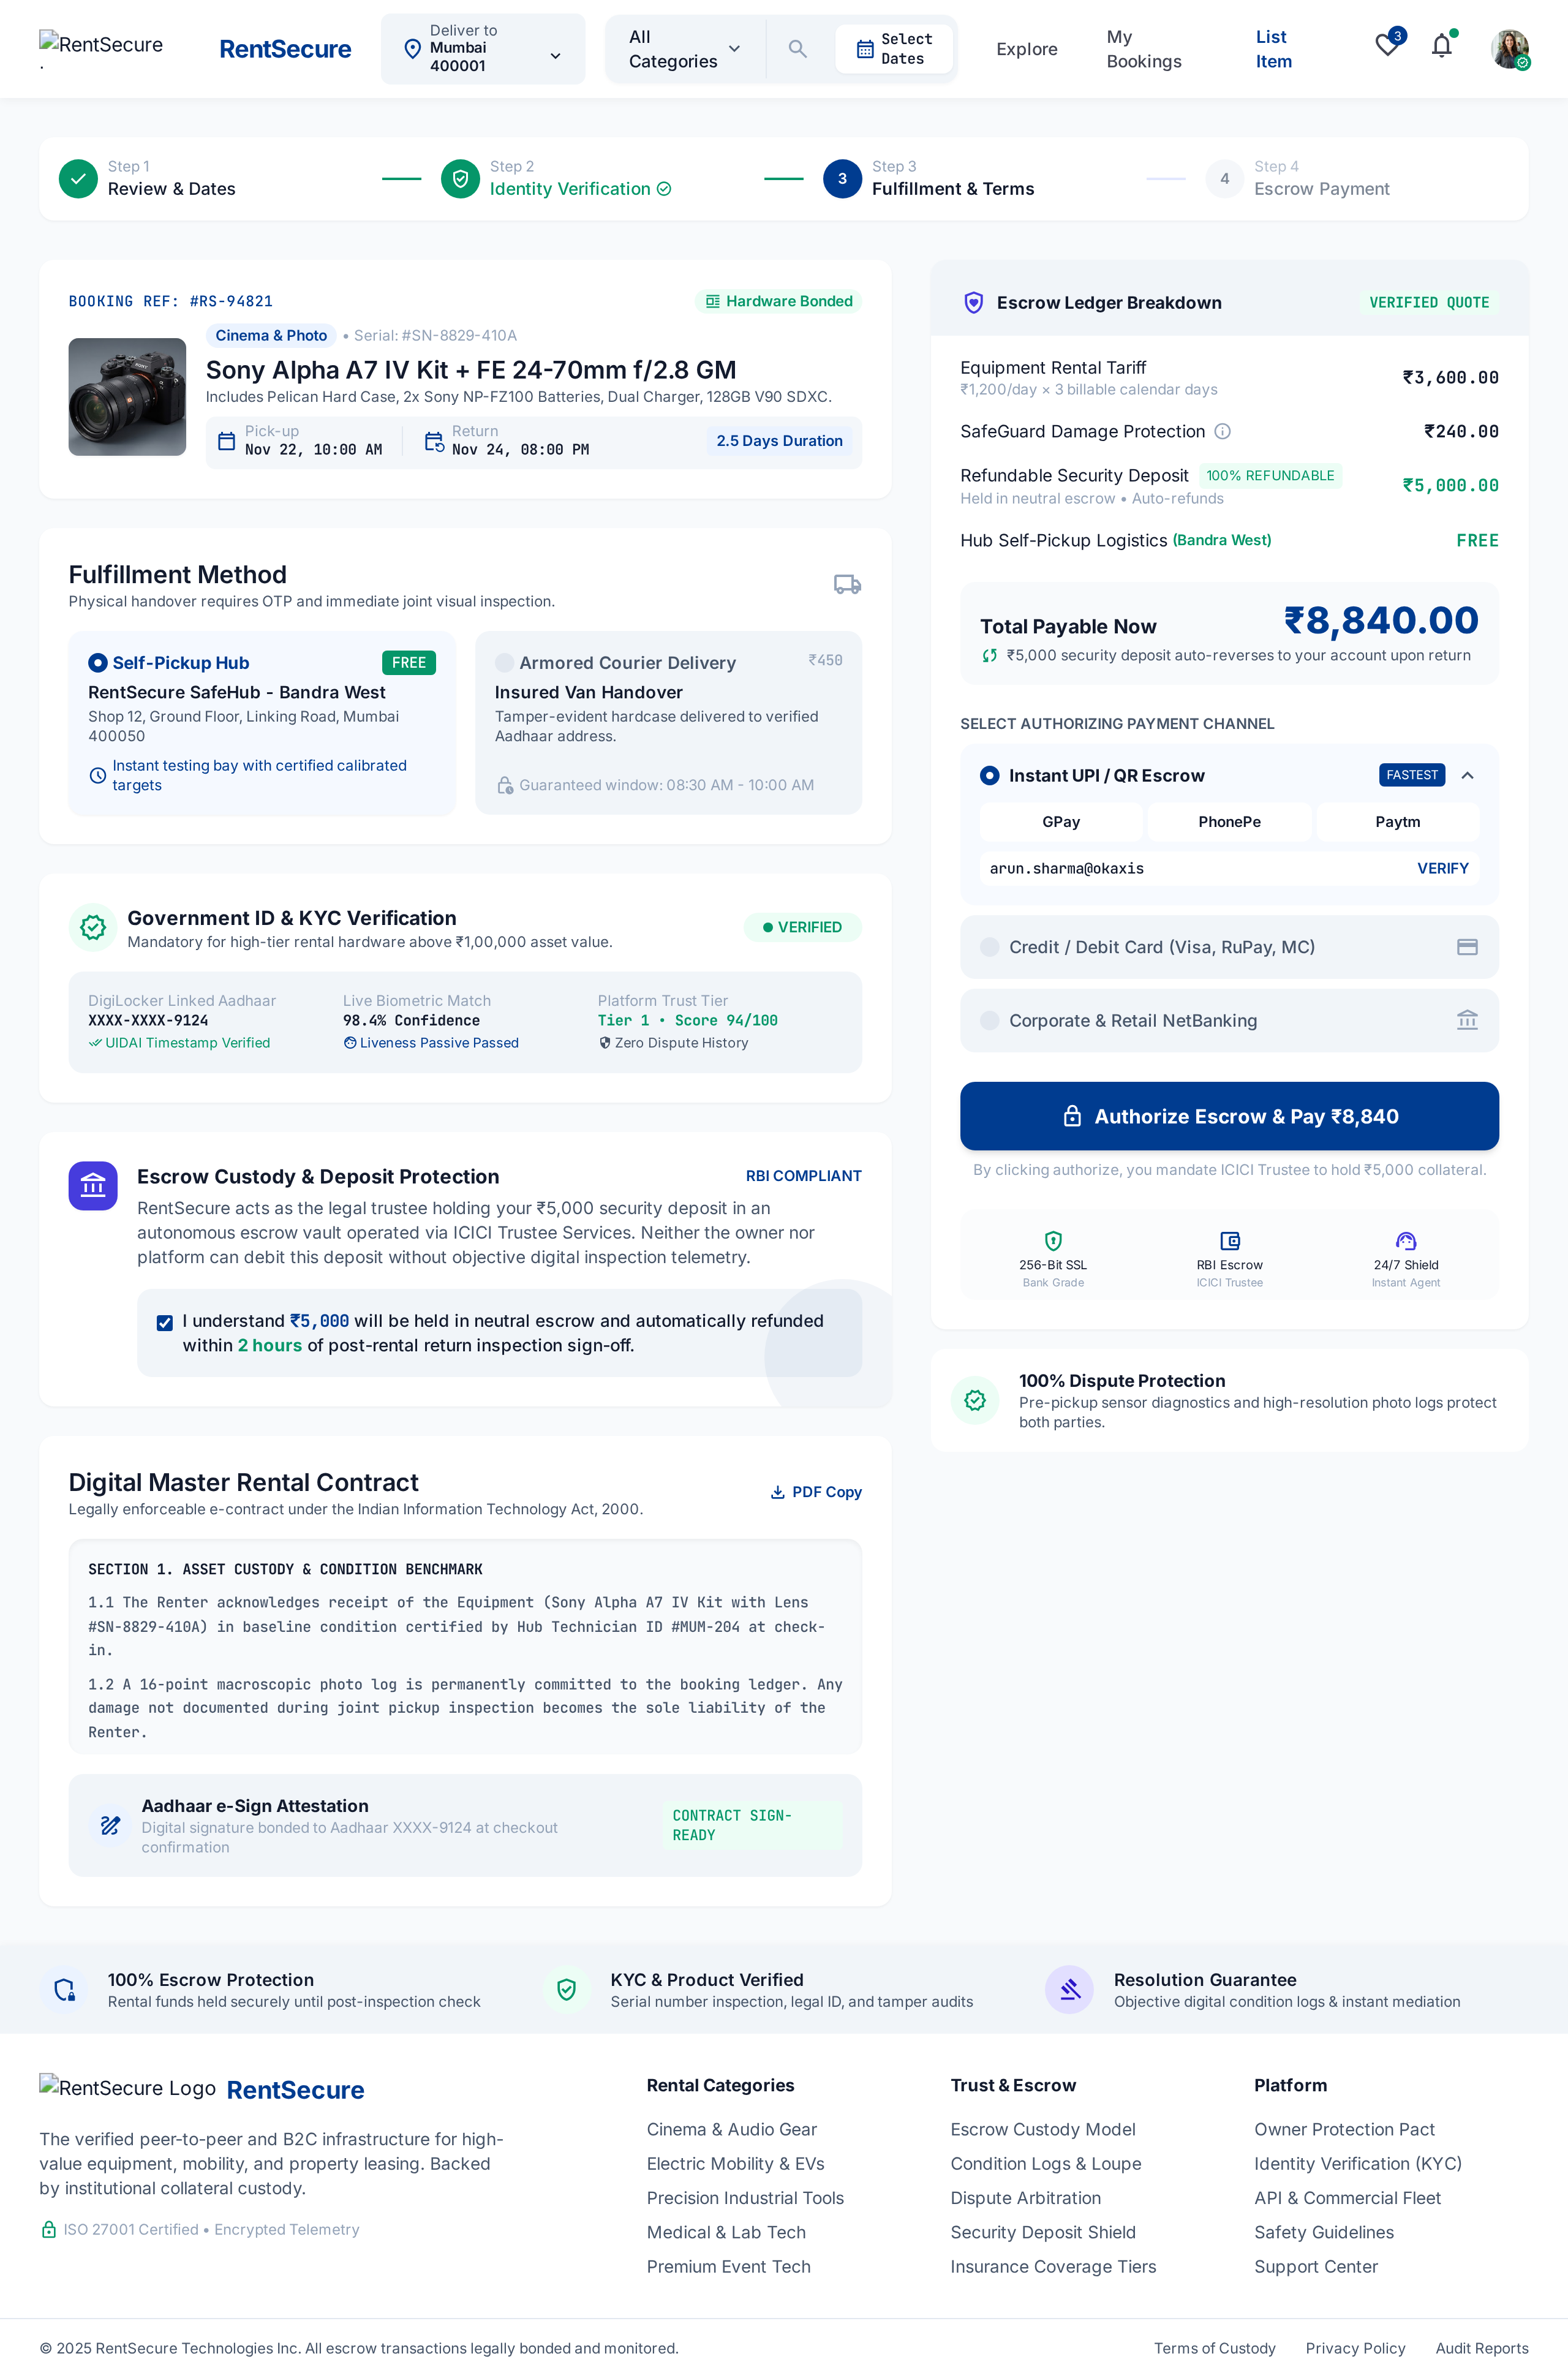 RentSecure
.
RentSecure
Deliver to
Mumbai
400001
All
Categories
Select
Dates
Explore
My
Bookings
List
Item
3
Step 1
Review & Dates
Step 2
Identity Verification
3
Step 3
Fulfillment & Terms
4
Step 4
Escrow Payment
BOOKING REF: #RS-94821
Hardware Bonded
Cinema & Photo • Serial: #SN-8829-410A
Sony Alpha A7 IV Kit + FE 24-70mm f/2.8 GM
Includes Pelican Hard Case, 2x Sony NP-FZ100 Batteries, Dual Charger, 128GB V90 SDXC.
Pick-up
Nov 22, 10:00 AM
Return
Nov 24, 08:00 PM
2.5 Days Duration
Fulfillment Method
Physical handover requires OTP and immediate joint visual inspection.
Self-Pickup Hub
FREE
RentSecure SafeHub - Bandra West
Shop 12, Ground Floor, Linking Road, Mumbai
400050
Instant testing bay with certified calibrated
targets
Armored Courier Delivery
₹450
Insured Van Handover
Tamper-evident hardcase delivered to verified
Aadhaar address.
Guaranteed window: 08:30 AM - 10:00 AM
Government ID & KYC Verification
Mandatory for high-tier rental hardware above ₹1,00,000 asset value.
VERIFIED
DigiLocker Linked Aadhaar
XXXX-XXXX-9124
UIDAI Timestamp Verified
Live Biometric Match
98.4% Confidence
Liveness Passive Passed
Platform Trust Tier
Tier 1 • Score 94/100
Zero Dispute History
Escrow Custody & Deposit Protection
RBI COMPLIANT
RentSecure acts as the legal trustee holding your ₹5,000 security deposit in an
autonomous escrow vault operated via ICICI Trustee Services. Neither the owner nor
platform can debit this deposit without objective digital inspection telemetry.
I understand ₹5,000 will be held in neutral escrow and automatically refunded
within 2 hours of post-rental return inspection sign-off.
Digital Master Rental Contract
Legally enforceable e-contract under the Indian Information Technology Act, 2000.
PDF Copy
SECTION 1. ASSET CUSTODY & CONDITION BENCHMARK
1.1 The Renter acknowledges receipt of the Equipment (Sony Alpha A7 IV Kit with Lens
#SN-8829-410A) in baseline condition certified by Hub Technician ID #MUM-204 at check-
in.
1.2 A 16-point macroscopic photo log is permanently committed to the booking ledger. Any
damage not documented during joint pickup inspection becomes the sole liability of the
Renter.
Aadhaar e-Sign Attestation
Digital signature bonded to Aadhaar XXXX-9124 at checkout
confirmation
CONTRACT SIGN-
READY
Escrow Ledger Breakdown
VERIFIED QUOTE
Equipment Rental Tariff
₹1,200/day × 3 billable calendar days
₹3,600.00
SafeGuard Damage Protection
₹240.00
Refundable Security Deposit 100% REFUNDABLE
Held in neutral escrow • Auto-refunds
₹5,000.00
Hub Self-Pickup Logistics (Bandra West)
FREE
Total Payable Now
₹8,840.00
₹5,000 security deposit auto-reverses to your account upon return
SELECT AUTHORIZING PAYMENT CHANNEL
Instant UPI / QR Escrow
FASTEST
GPay
PhonePe
Paytm
arun.sharma@okaxis
VERIFY
Credit / Debit Card (Visa, RuPay, MC)
Corporate & Retail NetBanking
Authorize Escrow & Pay ₹8,840
By clicking authorize, you mandate ICICI Trustee to hold ₹5,000 collateral.
256-Bit SSL
Bank Grade
RBI Escrow
ICICI Trustee
24/7 Shield
Instant Agent
100% Dispute Protection
Pre-pickup sensor diagnostics and high-resolution photo logs protect
both parties.
100% Escrow Protection
Rental funds held securely until post-inspection check
KYC & Product Verified
Serial number inspection, legal ID, and tamper audits
Resolution Guarantee
Objective digital condition logs & instant mediation
RentSecure Logo
RentSecure
The verified peer-to-peer and B2C infrastructure for high-
value equipment, mobility, and property leasing. Backed
by institutional collateral custody.
ISO 27001 Certified • Encrypted Telemetry
Rental Categories
Cinema & Audio Gear
Electric Mobility & EVs
Precision Industrial Tools
Medical & Lab Tech
Premium Event Tech
Trust & Escrow
Escrow Custody Model
Condition Logs & Loupe
Dispute Arbitration
Security Deposit Shield
Insurance Coverage Tiers
Platform
Owner Protection Pact
Identity Verification (KYC)
API & Commercial Fleet
Safety Guidelines
Support Center
© 2025 RentSecure Technologies Inc. All escrow transactions legally bonded and monitored.
Terms of Custody
Privacy Policy
Audit Reports